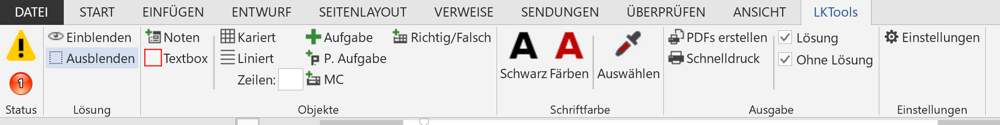 DATEI START EINFÜGEN ENTWURF SEITENLAYOUT VERWEISE SENDUNGEN ÜBERPRÜFEN ANSICHT LKTools
Einblenden Noten Kariert Aufgabe Richtig/Falsch PDFs erstellen Lösung Einstellungen
Ausblenden Textbox Liniert P. Aufgabe Schnelldruck Ohne Lösung
Zeilen: MC Schwarz Färben Auswählen
1
Status Lösung Objekte Schriftfarbe Ausgabe Einstellungen